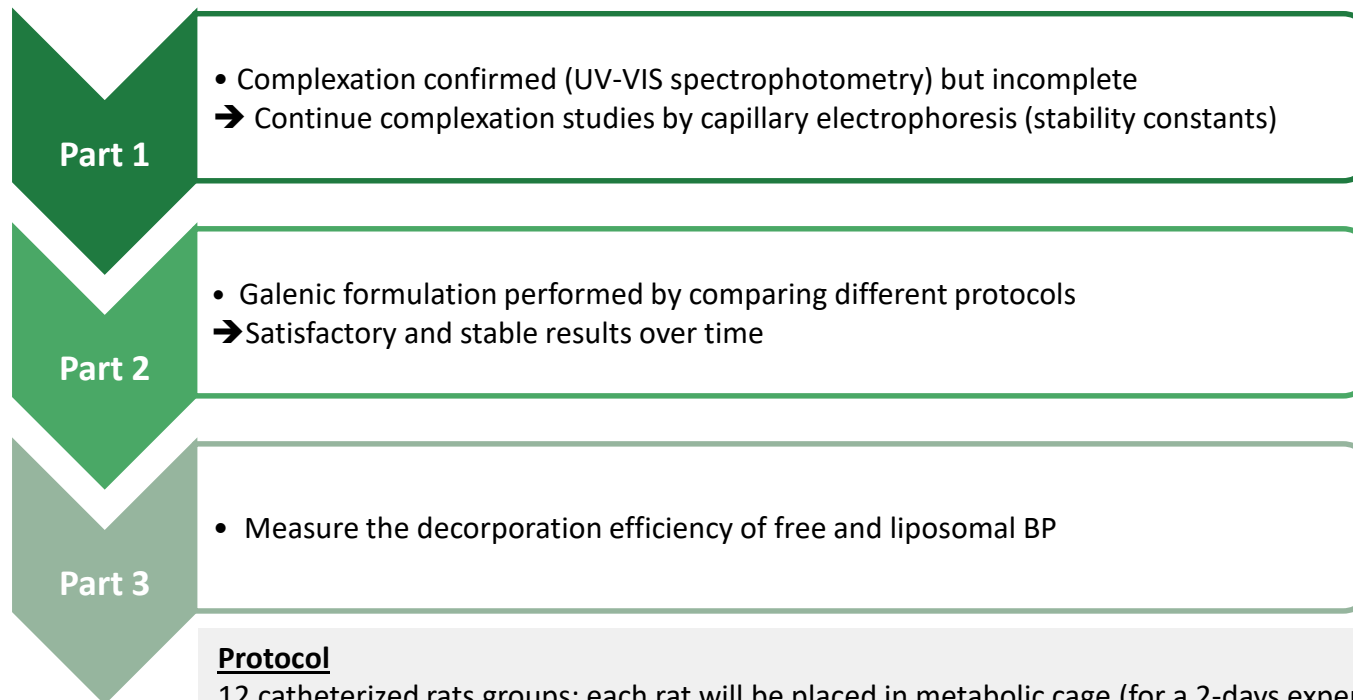 Part 1
• Complexation confirmed (UV-VIS spectrophotometry) but incomplete
➔ Continue complexation studies by capillary electrophoresis (stability constants)
Part 2
• Galenic formulation performed by comparing different protocols
➔Satisfactory and stable results over time
Part 3
• Measure the decorporation efficiency of free and liposomal BP
Protocol
12 catheterized rats groups: each rat will be placed in metabolic cage (for a 2-days